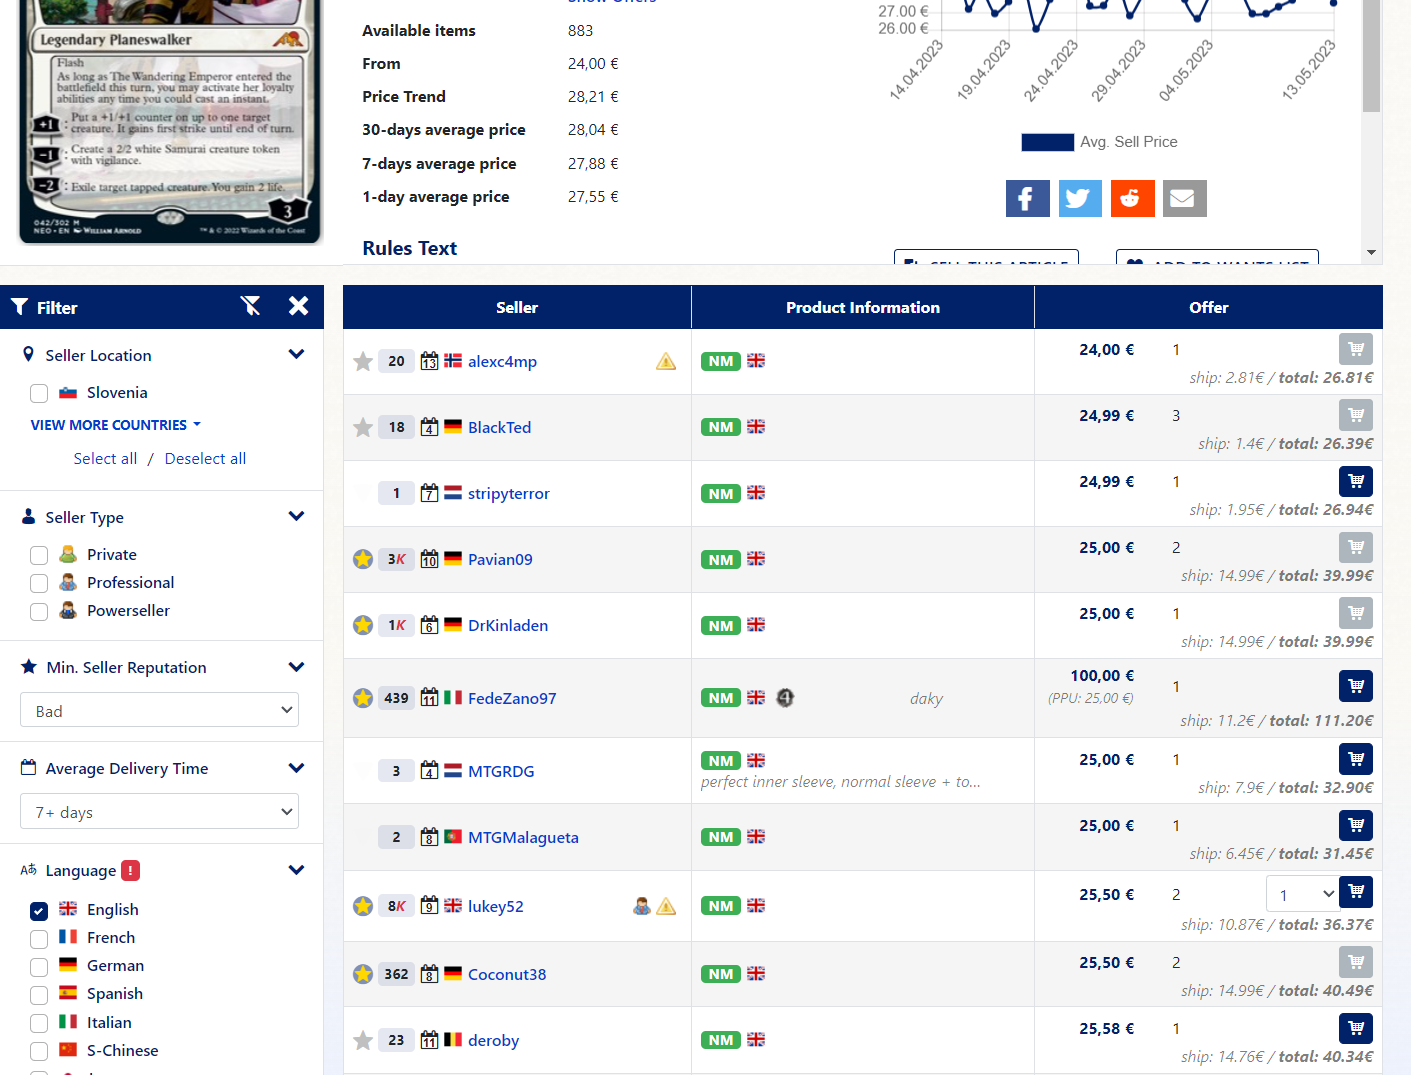 Show Offers
Legendary Planeswalker
Flash
As long as The Wandering Emperor entered the
battlefield this turn, you may activate her loyalty
abilities any time you could cast an instant.
+1 : Put a +1/+1 counter on up to one target
creature. It gains first strike until end of turn.
−1 : Create a 2/2 white Samurai creature token
with vigilance.
−2 : Exile target tapped creature. You gain 2 life.
3
042/302 M
NEO • EN WILLIAM ARNOLD
™ & © 2022 Wizards of the Coast
Available items 883
From 24,00 €
Price Trend 28,21 €
30-days average price 28,04 €
7-days average price 27,88 €
1-day average price 27,55 €
Rules Text
27.00 €
26.00 €
14.04.2023 19.04.2023 24.04.2023 29.04.2023 04.05.2023 13.05.2023
Avg. Sell Price
SELL THIS ARTICLE
ADD TO WANTS LIST
Filter
Seller Location
Slovenia
VIEW MORE COUNTRIES
Select all / Deselect all
Seller Type
Private
Professional
Powerseller
Min. Seller Reputation
Bad
Average Delivery Time
7+ days
Language !
English
French
German
Spanish
Italian
S-Chinese
Seller Product Information Offer
20 13 alexc4mp NM 24,00 € 1
ship: 2.81€ / total: 26.81€
18 4 BlackTed NM 24,99 € 3
ship: 1.4€ / total: 26.39€
1 7 stripyterror NM 24,99 € 1
ship: 1.95€ / total: 26.94€
3K 10 Pavian09 NM 25,00 € 2
ship: 14.99€ / total: 39.99€
1K 6 DrKinladen NM 25,00 € 1
ship: 14.99€ / total: 39.99€
439 11 FedeZano97 NM 4 daky 100,00 € 1
(PPU: 25,00 €)
ship: 11.2€ / total: 111.20€
3 4 MTGRDG NM 25,00 € 1
perfect inner sleeve, normal sleeve + to...
ship: 7.9€ / total: 32.90€
2 8 MTGMalagueta NM 25,00 € 1
ship: 6.45€ / total: 31.45€
8K 9 lukey52 NM 25,50 € 2 1
ship: 10.87€ / total: 36.37€
362 8 Coconut38 NM 25,50 € 2
ship: 14.99€ / total: 40.49€
23 11 deroby NM 25,58 € 1
ship: 14.76€ / total: 40.34€